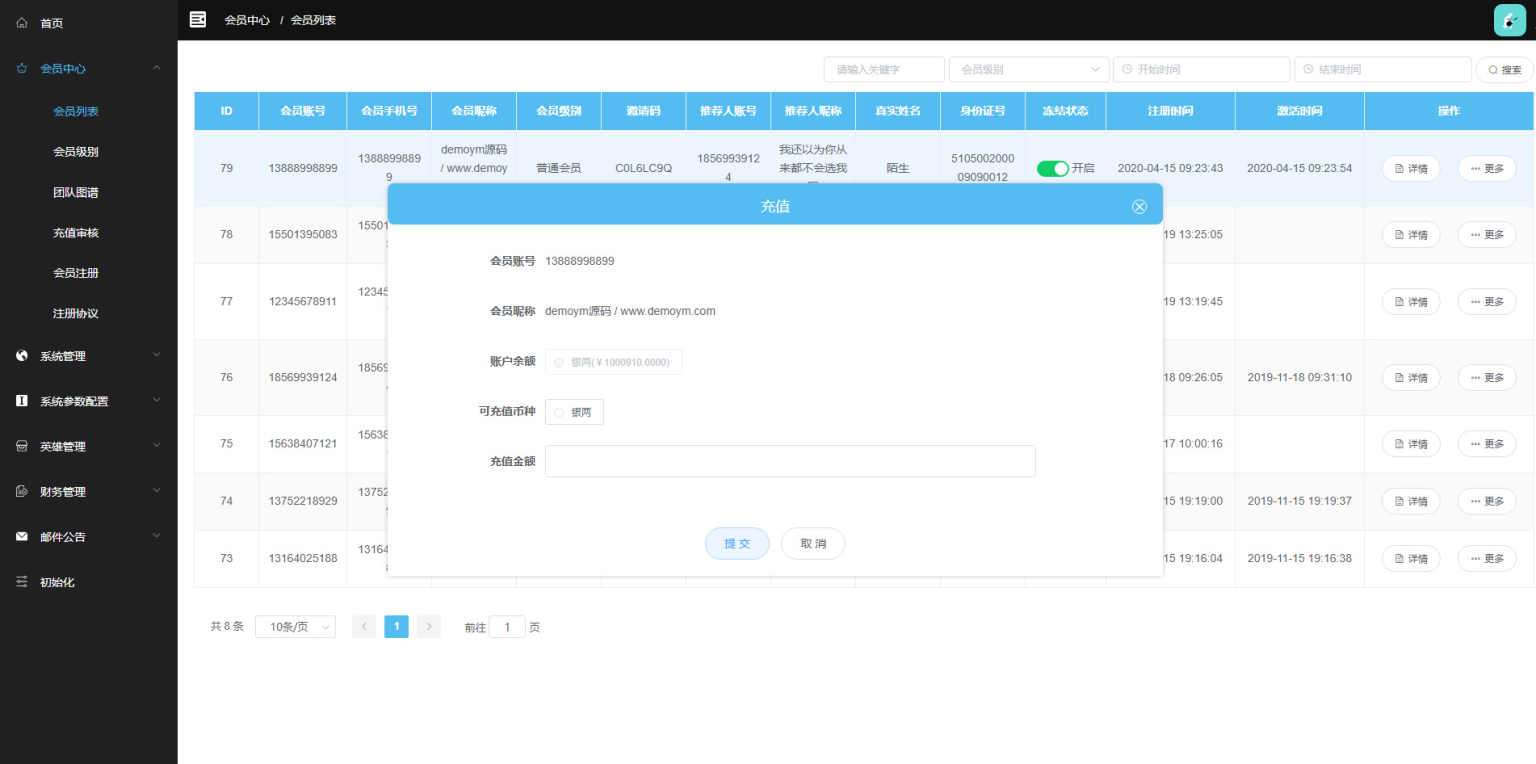 首页
会员中心
会员列表
会员级别
团队图谱
充值审核
会员注册
注册协议
系统管理
系统参数配置
英雄管理
财务管理
邮件公告
初始化
会员中心 / 会员列表
请输入关键字 会员级别 开始时间 结束时间 搜索
ID 会员账号 会员手机号 会员昵称 会员级别 邀请码 推荐人账号 推荐人昵称 真实姓名 身份证号 冻结状态 注册时间 激活时间 操作
79 13888998899 13888998899 demoym源码 / www.demoy 普通会员 C0L6LC9Q 18569939124 我还以为你从来都不会选我 陌生 510500200009090012 开启 2020-04-15 09:23:43 2020-04-15 09:23:54 详情 更多
78 15501395083 15501 19 13:25:05 详情 更多
77 12345678911 12345 19 13:19:45 详情 更多
76 18569939124 18569 18 09:26:05 2019-11-18 09:31:10 详情 更多
75 15638407121 15638 17 10:00:16 详情 更多
74 13752218929 13752 15 19:19:00 2019-11-15 19:19:37 详情 更多
73 13164025188 13164 15 19:16:04 2019-11-15 19:16:38 详情 更多
充值
会员账号 13888998899
会员昵称 demoym源码 / www.demoym.com
账户余额 银两(￥1000910.0000)
可充值币种 银两
充值金额
提交 取消
共 8 条 10条/页 1 前往 1 页